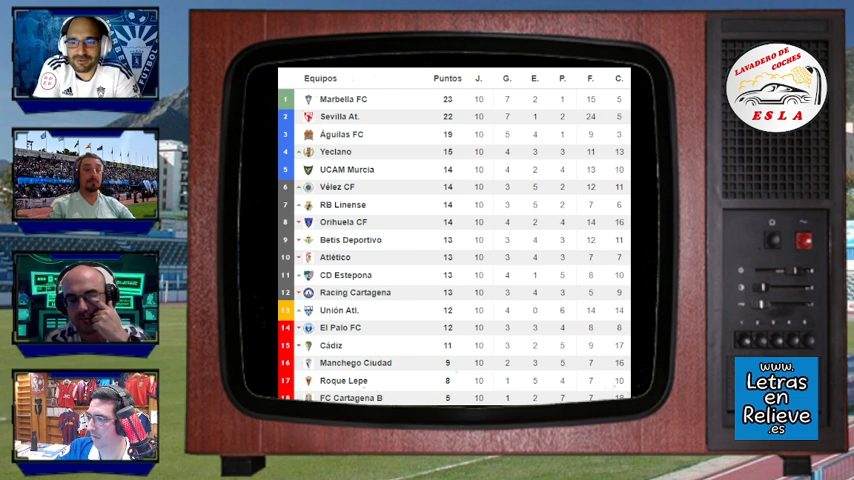 Equipos Puntos J. G. E. P. F. C.
1 Marbella FC 23 10 7 2 1 15 5
2 Sevilla At. 22 10 7 1 2 24 5
3 Águilas FC 19 10 5 4 1 9 3
4 Yeclano 15 10 4 3 3 11 13
5 UCAM Murcia 14 10 4 2 4 13 10
6 Vélez CF 14 10 3 5 2 12 11
7 RB Linense 14 10 3 5 2 7 6
8 Orihuela CF 14 10 4 2 4 14 16
9 Betis Deportivo 13 10 3 4 3 12 11
10 Atlético 13 10 3 4 3 7 7
11 CD Estepona 13 10 4 1 5 8 10
12 Racing Cartagena 13 10 3 4 3 5 9
13 Unión Atl. 12 10 4 0 6 14 14
14 El Palo FC 12 10 3 3 4 8 8
15 Cádiz 11 10 3 2 5 9 17
16 Manchego Ciudad 9 10 2 3 5 7 16
17 Roque Lepe 8 10 1 5 4 7 10
18 FC Cartagena B 5 10 1 2 7 7 18
LAVADERO DE
COCHES
ESLA
www.
Letras
en
Relieve
.es